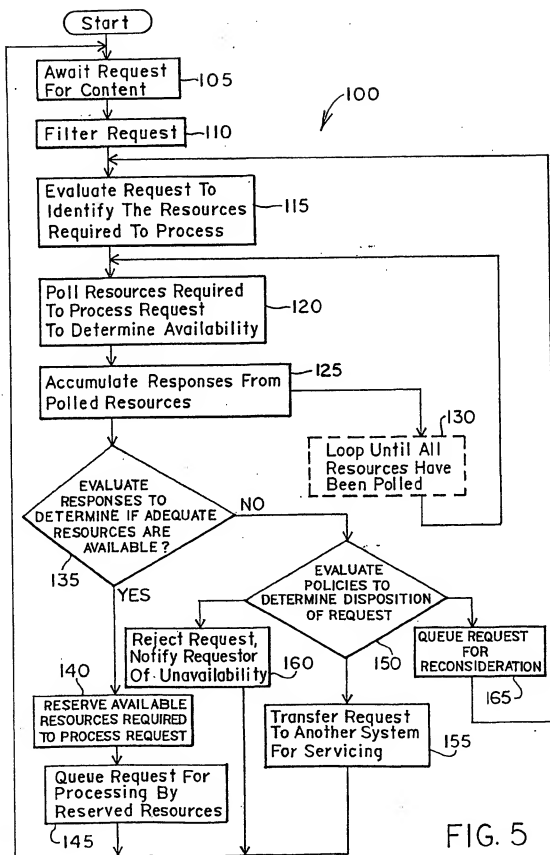 Start
Await Request
For Content
105
100
Filter Request
110
Evaluate Request To
Identify The Resources
Required To Process
115
Poll Resources Required
To Process Request
To Determine Availability
120
Accumulate Responses From
Polled Resources
125
130
Loop Until All
Resources Have
Been Polled
EVALUATE
RESPONSES TO
DETERMINE IF ADEQUATE
RESOURCES ARE
AVAILABLE ?
135
NO
YES
EVALUATE
POLICIES TO
DETERMINE DISPOSITION
OF REQUEST
150
Reject Request,
Notify Requestor
Of Unavailability
160
QUEUE REQUEST
FOR
RECONSIDERATION
165
140
RESERVE AVAILABLE
RESOURCES REQUIRED
TO PROCESS REQUEST
Transfer Request
To Another System
For Servicing
155
Queue Request For
Processing By
Reserved Resources
145
FIG. 5